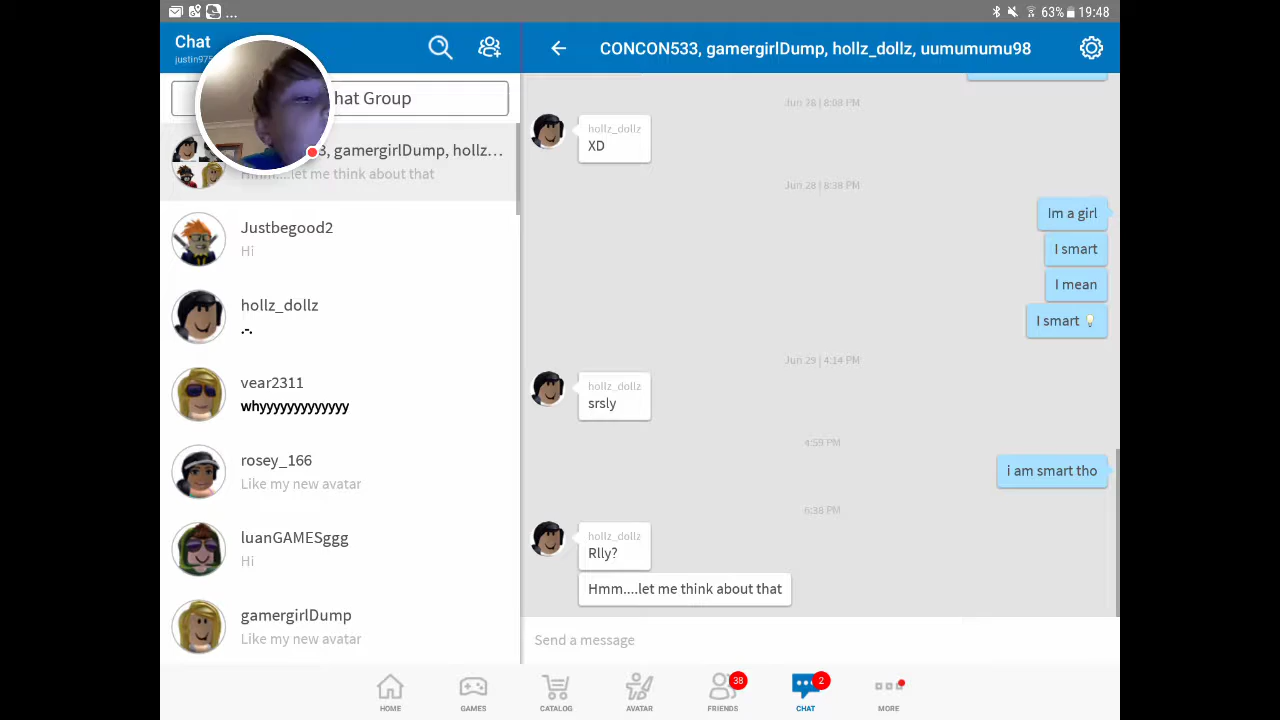 ...
63% 19:48
Chat
justin975
hat Group
3, gamergirlDump, hollz…
Hmm....let me think about that
Justbegood2
Hi
hollz_dollz
.-.
vear2311
whyyyyyyyyyyyyy
rosey_166
Like my new avatar
luanGAMESggg
Hi
gamergirlDump
Like my new avatar
CONCON533, gamergirlDump, hollz_dollz, uumumumu98
Jun 28 | 8:08 PM
hollz_dollz
XD
Jun 28 | 8:38 PM
Im a girl
I smart
I mean
I smart 💡
Jun 29 | 4:14 PM
hollz_dollz
srsly
4:59 PM
i am smart tho
6:36 PM
hollz_dollz
Rlly?
Hmm....let me think about that
Send a message
HOME
GAMES
CATALOG
AVATAR
38
FRIENDS
2
CHAT
MORE